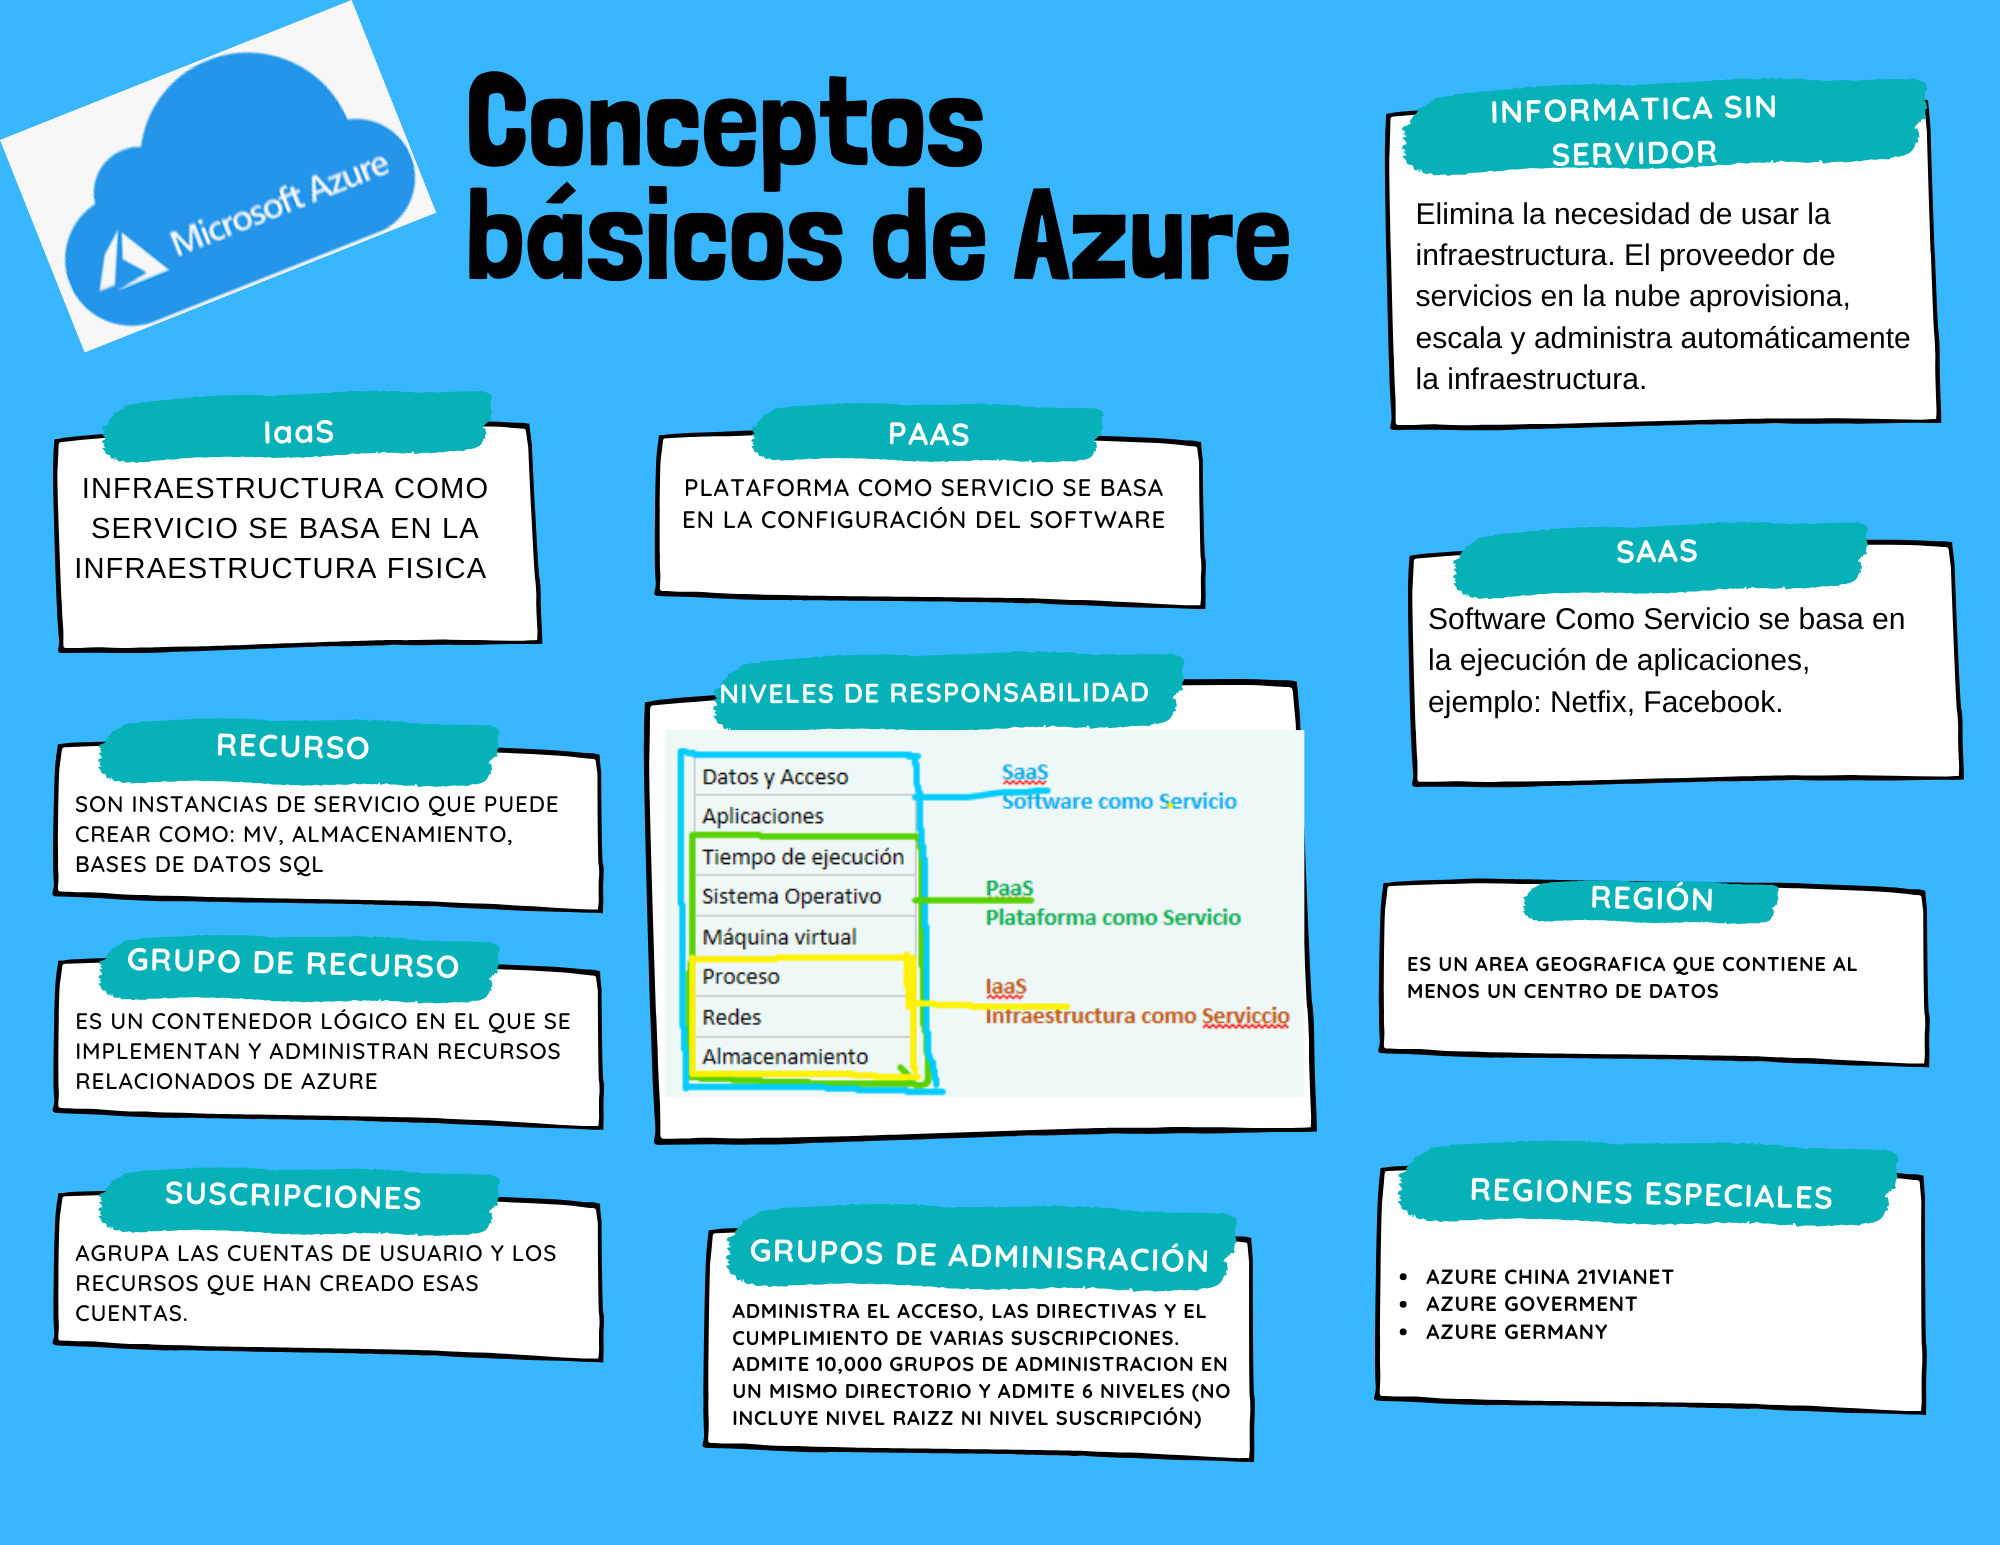 Microsoft Azure
Conceptos
básicos de Azure
INFORMATICA SIN
SERVIDOR
Elimina la necesidad de usar la
infraestructura. El proveedor de
servicios en la nube aprovisiona,
escala y administra automáticamente
la infraestructura.
IaaS
INFRAESTRUCTURA COMO
SERVICIO SE BASA EN LA
INFRAESTRUCTURA FISICA
PAAS
PLATAFORMA COMO SERVICIO SE BASA
EN LA CONFIGURACIÓN DEL SOFTWARE
SAAS
Software Como Servicio se basa en
la ejecución de aplicaciones,
ejemplo: Netfix, Facebook.
RECURSO
SON INSTANCIAS DE SERVICIO QUE PUEDE
CREAR COMO: MV, ALMACENAMIENTO,
BASES DE DATOS SQL
NIVELES DE RESPONSABILIDAD
Datos y Acceso
Aplicaciones
Tiempo de ejecución
Sistema Operativo
Máquina virtual
Proceso
Redes
Almacenamiento
SaaS
Software como Servicio
PaaS
Plataforma como Servicio
IaaS
Infraestructura como Serviccio
REGIÓN
ES UN AREA GEOGRAFICA QUE CONTIENE AL
MENOS UN CENTRO DE DATOS
GRUPO DE RECURSO
ES UN CONTENEDOR LÓGICO EN EL QUE SE
IMPLEMENTAN Y ADMINISTRAN RECURSOS
RELACIONADOS DE AZURE
SUSCRIPCIONES
AGRUPA LAS CUENTAS DE USUARIO Y LOS
RECURSOS QUE HAN CREADO ESAS
CUENTAS.
GRUPOS DE ADMINISRACIÓN
ADMINISTRA EL ACCESO, LAS DIRECTIVAS Y EL
CUMPLIMIENTO DE VARIAS SUSCRIPCIONES.
ADMITE 10,000 GRUPOS DE ADMINISTRACION EN
UN MISMO DIRECTORIO Y ADMITE 6 NIVELES (NO
INCLUYE NIVEL RAIZZ NI NIVEL SUSCRIPCIÓN)
REGIONES ESPECIALES
• AZURE CHINA 21VIANET
• AZURE GOVERMENT
• AZURE GERMANY